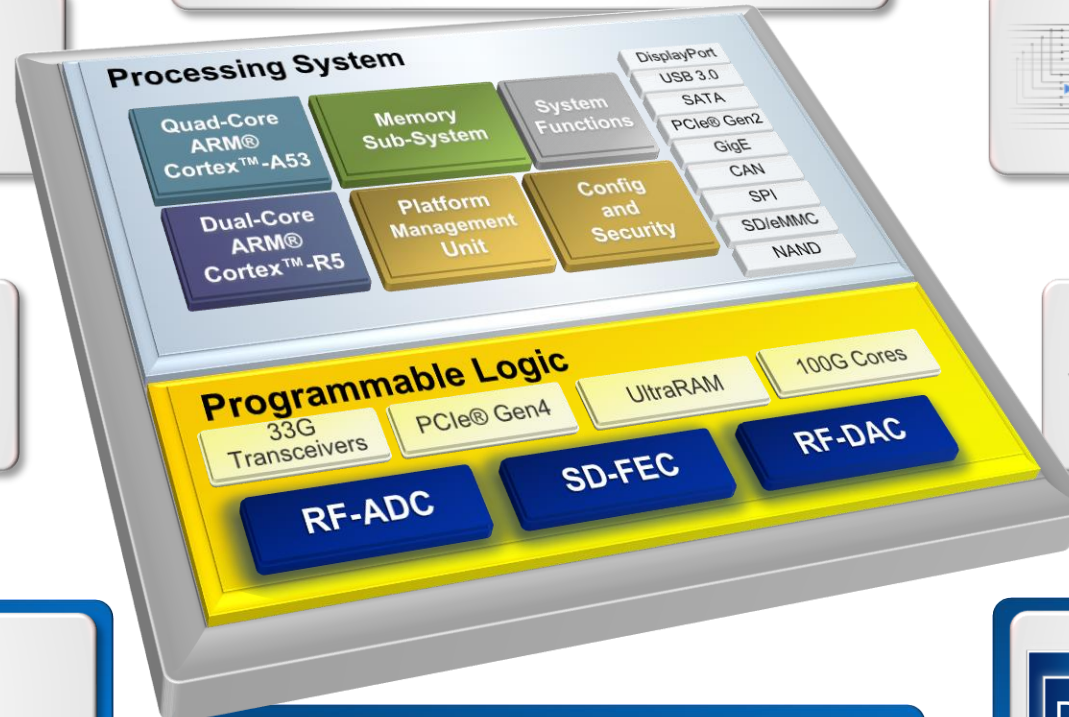 Processing System
Quad-Core
ARM®
Cortex™-A53
Memory
Sub-System
System
Functions
Dual-Core
ARM®
Cortex™-R5
Platform
Management
Unit
Config
and
Security
DisplayPort
USB 3.0
SATA
PCIe® Gen2
GigE
CAN
SPI
SD/eMMC
NAND
Programmable Logic
33G
Transceivers
PCIe® Gen4
UltraRAM
100G Cores
RF-ADC
SD-FEC
RF-DAC